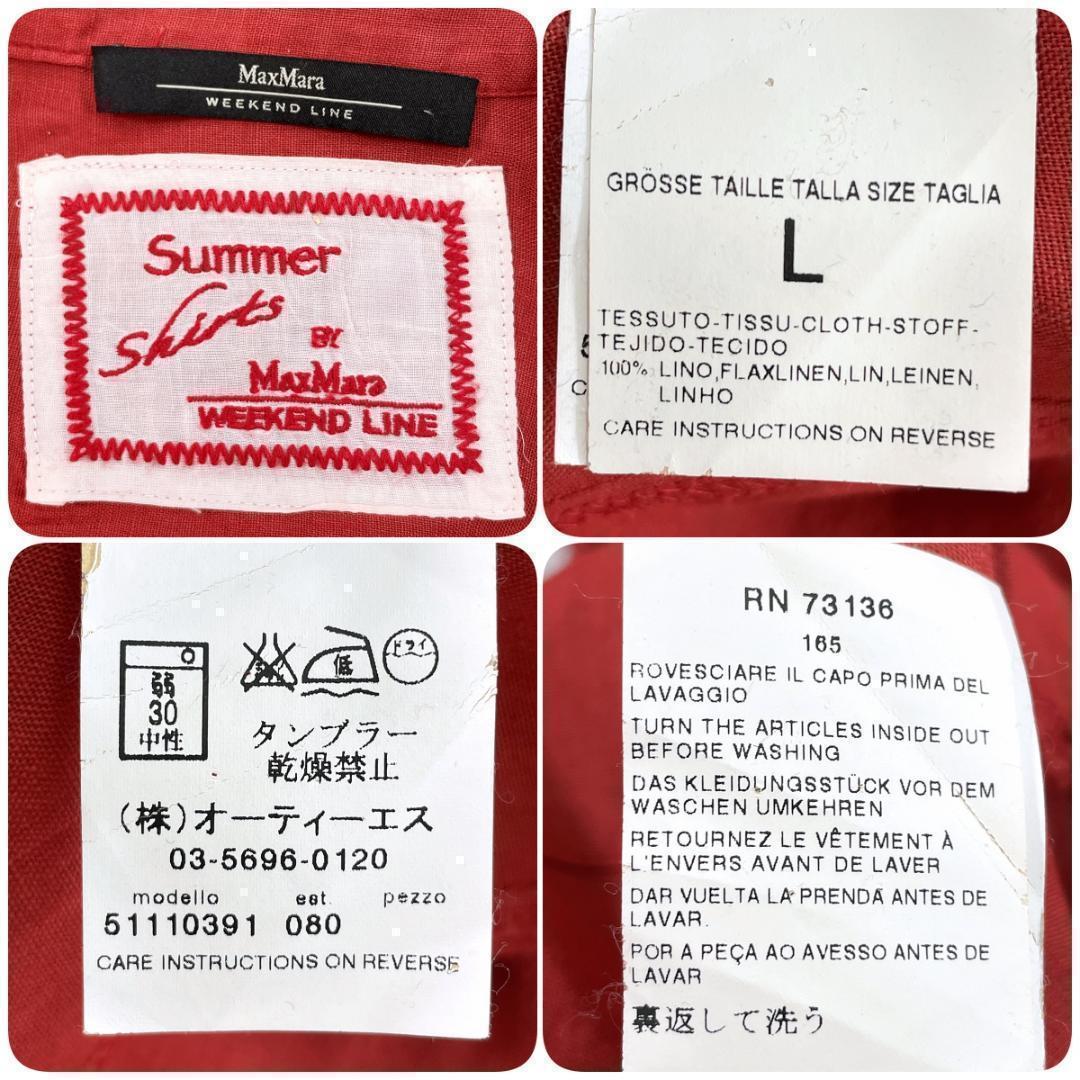 MaxMara
WEEKEND LINE
Summer
Shirts
BY
MaxMara
WEEKEND LINE
GRÖSSE TAILLE TALLA SIZE TAGLIA
L
TESSUTO-TISSU-CLOTH-STOFF-
TEJIDO-TECIDO
100% LINO,FLAXLINEN,LIN,LEINEN,
LINHO
CARE INSTRUCTIONS ON REVERSE
弱
30
中性
低
ドライ
タンブラー
乾燥禁止
(株)オーティーエス
03-5696-0120
modello est. pezzo
51110391 080
CARE INSTRUCTIONS ON REVERSE
RN 73136
165
ROVESCIARE IL CAPO PRIMA DEL
LAVAGGIO
TURN THE ARTICLES INSIDE OUT
BEFORE WASHING
DAS KLEIDUNGSSTÜCK VOR DEM
WASCHEN UMKEHREN
RETOURNEZ LE VÊTEMENT À
L'ENVERS AVANT DE LAVER
DAR VUELTA LA PRENDA ANTES DE
LAVAR.
POR A PEÇA AO AVESSO ANTES DE
LAVAR
裏返して洗う